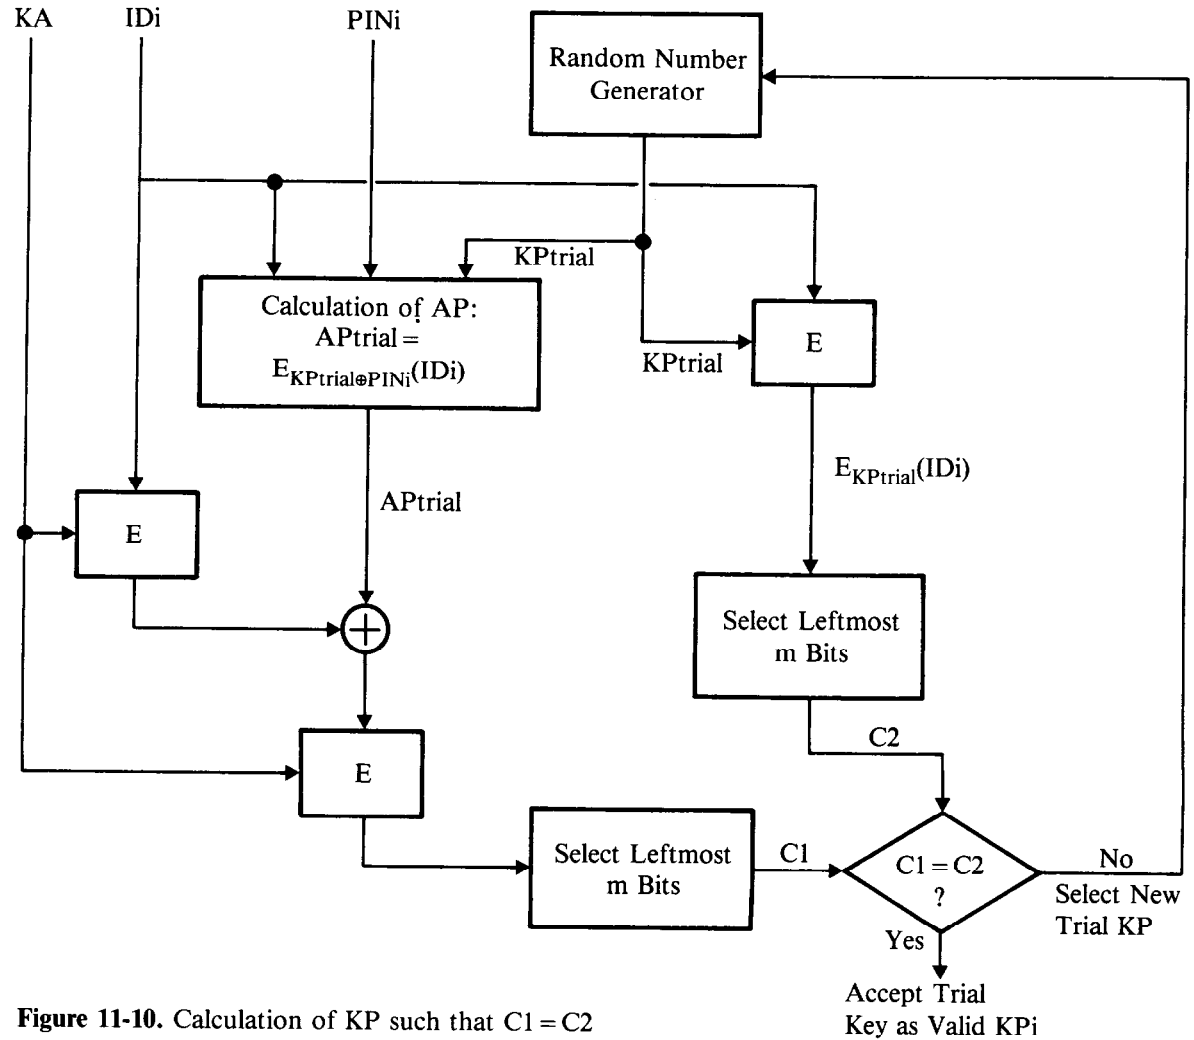 KA
IDi
PINi
Random Number
Generator
KPtrial
Calculation of AP:
APtrial =
E_KPtrial⊕PINi(IDi)
KPtrial
E
E_KPtrial(IDi)
APtrial
E
Select Leftmost
m Bits
C2
E
Select Leftmost
m Bits
C1
C1 = C2
?
No
Select New
Trial KP
Yes
Accept Trial
Key as Valid KPi
Figure 11-10. Calculation of KP such that C1 = C2